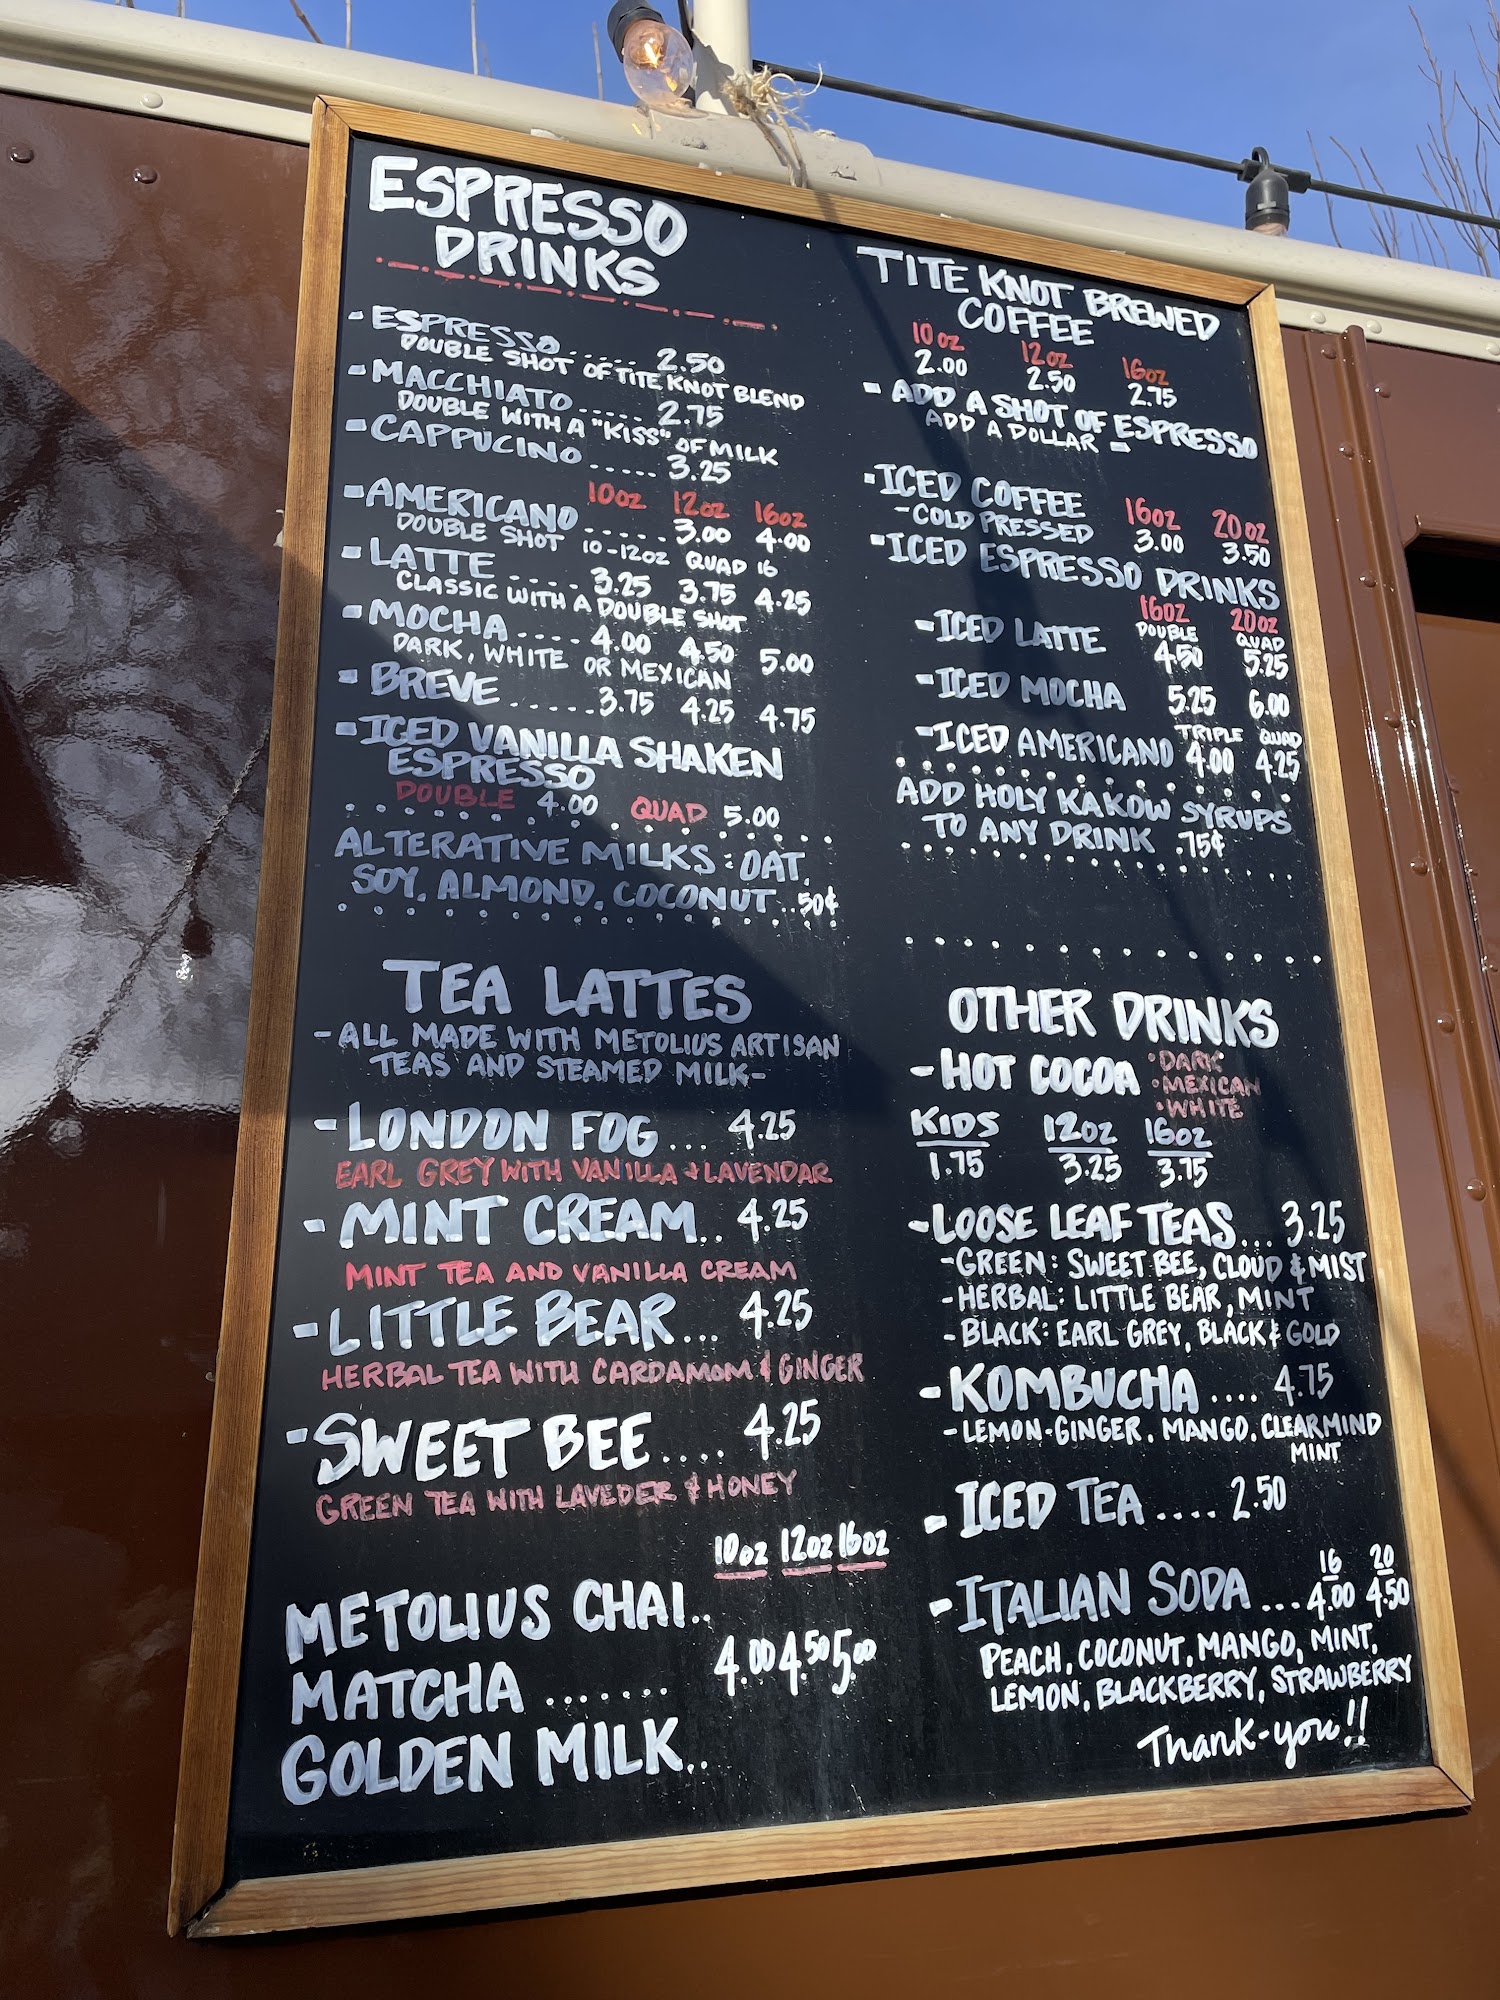 ESPRESSO
DRINKS
- ESPRESSO ..... 2.50
DOUBLE SHOT OF TITE KNOT BLEND
- MACCHIATO ..... 2.75
DOUBLE WITH A "KISS" OF MILK
- CAPPUCINO ..... 3.25
10oz 12oz 16oz
- AMERICANO ..... 3.00 4.00
DOUBLE SHOT 10-12oz QUAD 16
- LATTE .... 3.25 3.75 4.25
CLASSIC WITH A DOUBLE SHOT
- MOCHA .... 4.00 4.50 5.00
DARK, WHITE OR MEXICAN
- BREVE ...... 3.75 4.25 4.75
- ICED VANILLA SHAKEN
ESPRESSO
DOUBLE 4.00 QUAD 5.00
ALTERATIVE MILKS : OAT,
SOY, ALMOND, COCONUT .. 50¢
TEA LATTES
- ALL MADE WITH METOLIUS ARTISAN
TEAS AND STEAMED MILK -
- LONDON FOG ... 4.25
EARL GREY WITH VANILLA + LAVENDAR
- MINT CREAM .. 4.25
MINT TEA AND VANILLA CREAM
- LITTLE BEAR ... 4.25
HERBAL TEA WITH CARDAMOM & GINGER
- SWEET BEE .... 4.25
GREEN TEA WITH LAVEDER & HONEY
10oz 12oz 16oz
METOLIUS CHAI ..
MATCHA ....... 4.00 4.50 5.00
GOLDEN MILK ..
TITE KNOT BREWED
COFFEE
10oz 12oz 16oz
2.00 2.50 2.75
- ADD A SHOT OF ESPRESSO
ADD A DOLLAR -
- ICED COFFEE 16oz 20oz
- COLD PRESSED 3.00 3.50
- ICED ESPRESSO DRINKS
16oz 20oz
DOUBLE QUAD
- ICED LATTE 4.50 5.25
- ICED MOCHA 5.25 6.00
TRIPLE QUAD
- ICED AMERICANO 4.00 4.25
ADD HOLY KAKOW SYRUPS
TO ANY DRINK .75¢
OTHER DRINKS
- HOT COCOA • DARK
• MEXICAN
• WHITE
KIDS 12oz 16oz
1.75 3.25 3.75
- LOOSE LEAF TEAS ... 3.25
- GREEN: SWEET BEE, CLOUD & MIST
- HERBAL: LITTLE BEAR, MINT
- BLACK: EARL GREY, BLACK & GOLD
- KOMBUCHA .... 4.75
- LEMON-GINGER, MANGO, CLEARMIND
MINT
- ICED TEA .... 2.50
16 20
- ITALIAN SODA ... 4.00 4.50
PEACH, COCONUT, MANGO, MINT,
LEMON, BLACKBERRY, STRAWBERRY
Thank-you!!